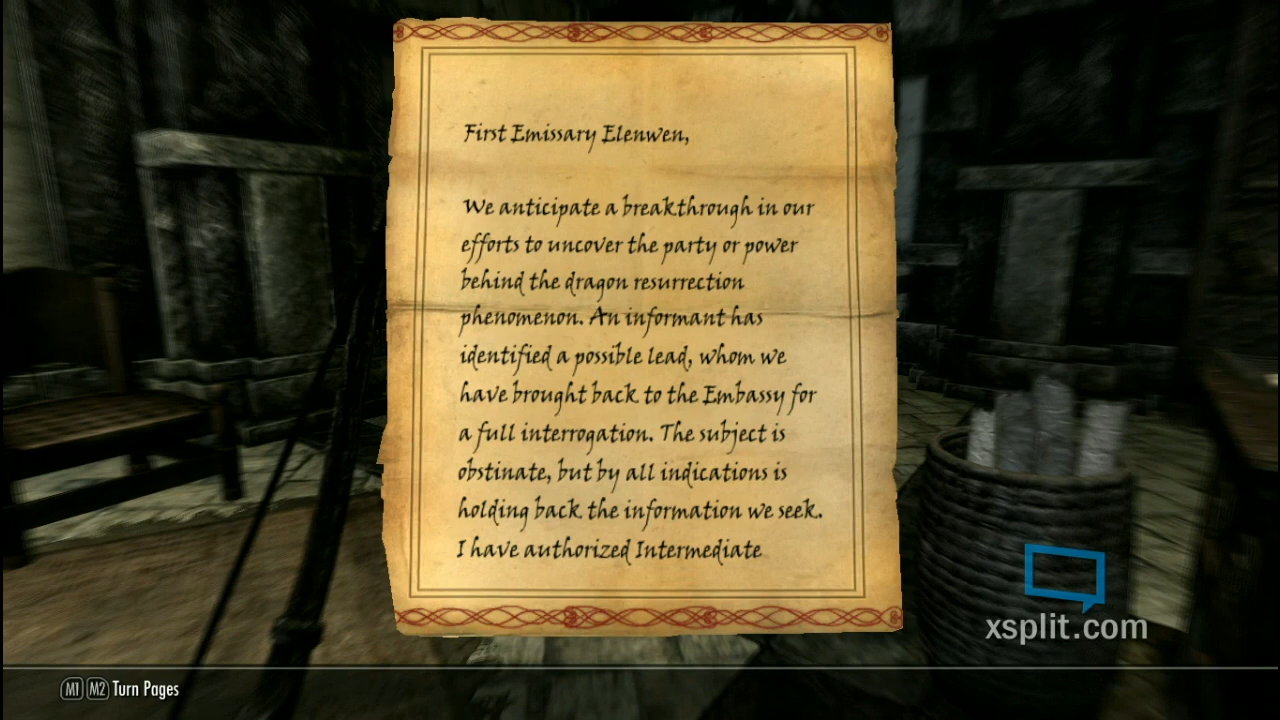 First Emissary Elenwen,
We anticipate a breakthrough in our
efforts to uncover the party or power
behind the dragon resurrection
phenomenon. An informant has
identified a possible lead, whom we
have brought back to the Embassy for
a full interrogation. The subject is
obstinate, but by all indications is
holding back the information we seek.
I have authorized Intermediate
xsplit.com
M1 M2 Turn Pages